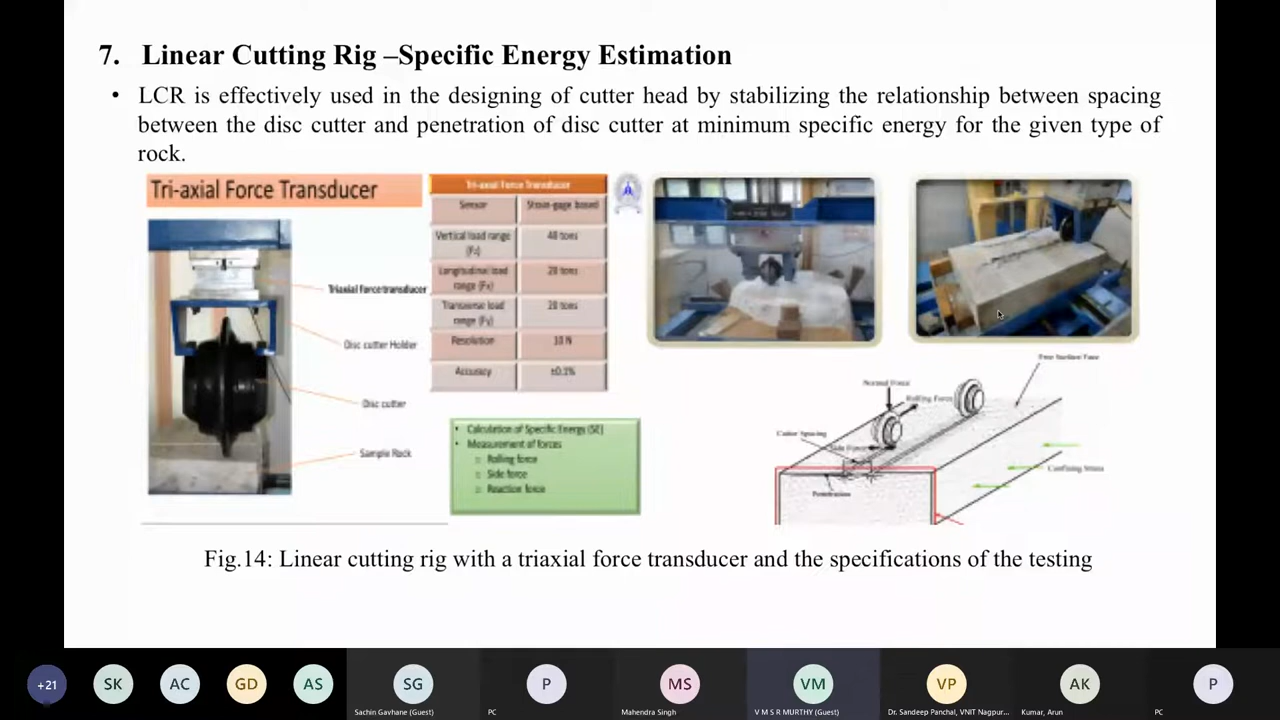 7. Linear Cutting Rig –Specific Energy Estimation
• LCR is effectively used in the designing of cutter head by stabilizing the relationship between spacing
between the disc cutter and penetration of disc cutter at minimum specific energy for the given type of
rock.
Tri-axial Force Transducer
Triaxial force transducer
Disc cutter Holder
Disc cutter
Sample Rock
Tri-axial Force Transducer
Sensor Strain-gage based
Vertical load range (Fz) 40 tons
Longitudinal load range (Fx) 20 tons
Transverse load range (Fy) 20 tons
Resolution 10 N
Accuracy ±0.1%
• Calculation of Specific Energy (SE)
• Measurement of forces
Rolling force
Side force
Reaction force
Free Surface Face
Normal Force
Rolling Force
Cutter Spacing
Side Force
Confining Stress
Penetration
Fig.14: Linear cutting rig with a triaxial force transducer and the specifications of the testing
+21
SK
AC
GD
AS
SG
Sachin Gavhane (Guest)
P
PC
MS
Mahendra Singh
VM
V M S R MURTHY (Guest)
VP
Dr. Sandeep Panchal, VNIT Nagpur...
AK
Kumar, Arun
P
PC